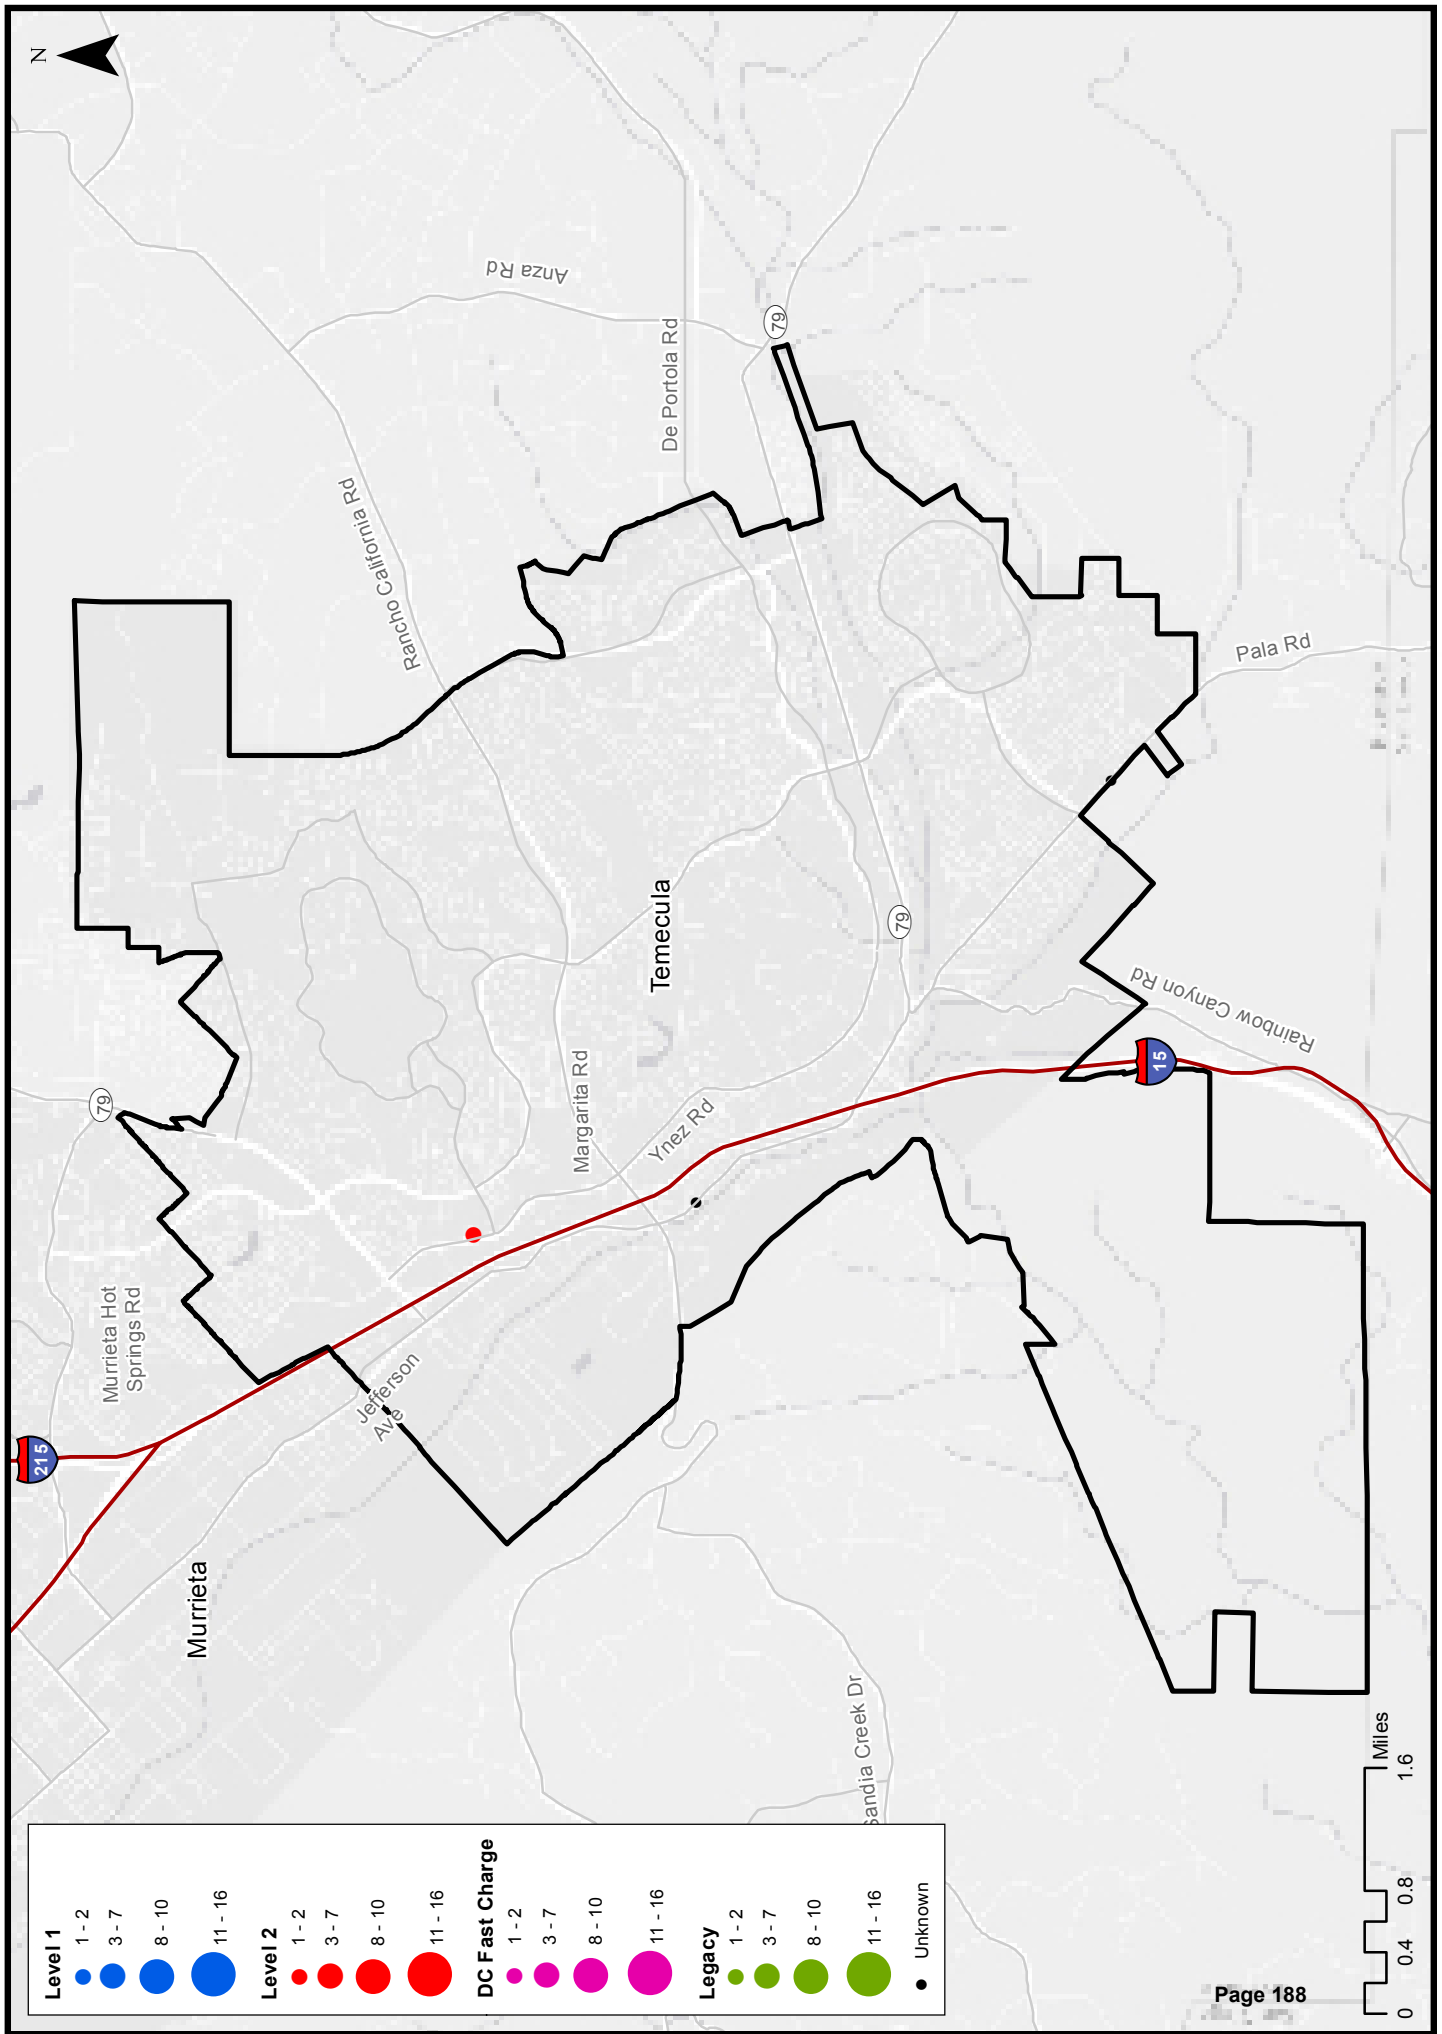 N
Anza Rd
De Portola Rd
79
Rancho California Rd
Pala Rd
Temecula
79
Rainbow Canyon Rd
15
79
Margarita Rd
Ynez Rd
Murrieta Hot
Springs Rd
Jefferson
Ave
215
Murrieta
Sandia Creek Dr
Level 1
1 - 2
3 - 7
8 - 10
11 - 16
Level 2
1 - 2
3 - 7
8 - 10
11 - 16
DC Fast Charge
1 - 2
3 - 7
8 - 10
11 - 16
Legacy
1 - 2
3 - 7
8 - 10
11 - 16
Unknown
Page 188
Miles
0 0.4 0.8 1.6